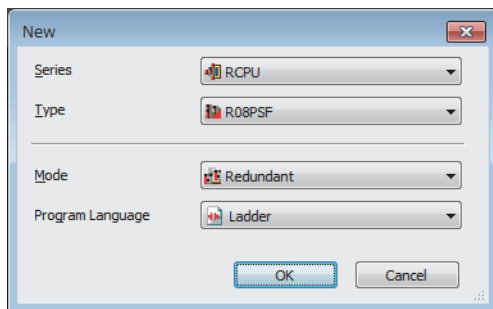 New
Series RCPU
Type R08PSF
Mode Redundant
Program Language Ladder
OK Cancel